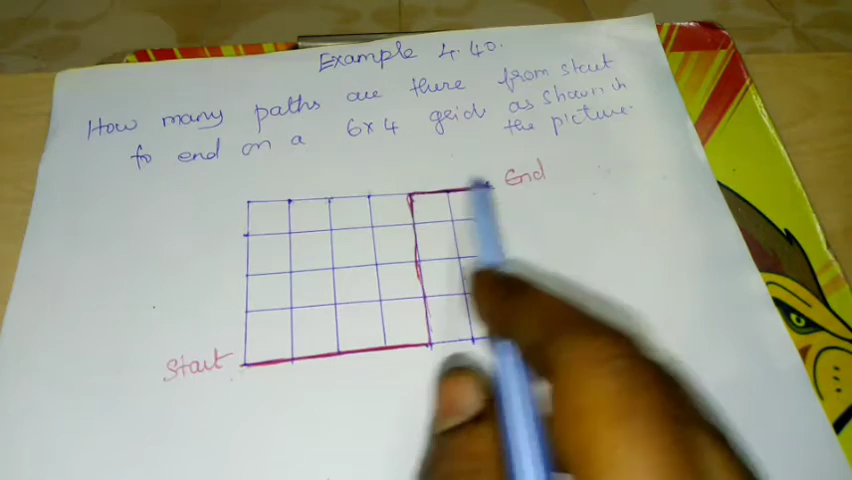 Example 4.40.
How many paths are there from start
to end on a 6x4 grid as shown in
the picture.
End
Start